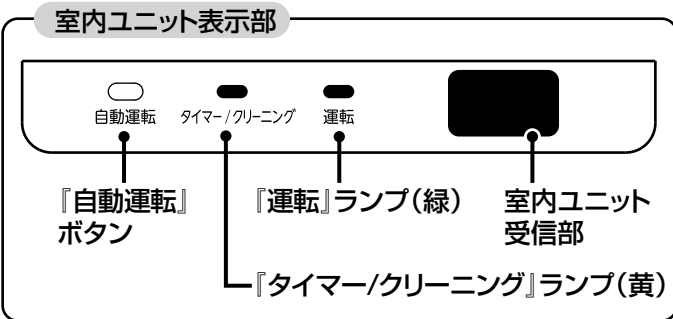 室内ユニット表示部
自動運転 タイマー/クリーニング 運転
『自動運転』
ボタン
『運転』ランプ(緑)
室内ユニット
受信部
『タイマー/クリーニング』ランプ(黄)